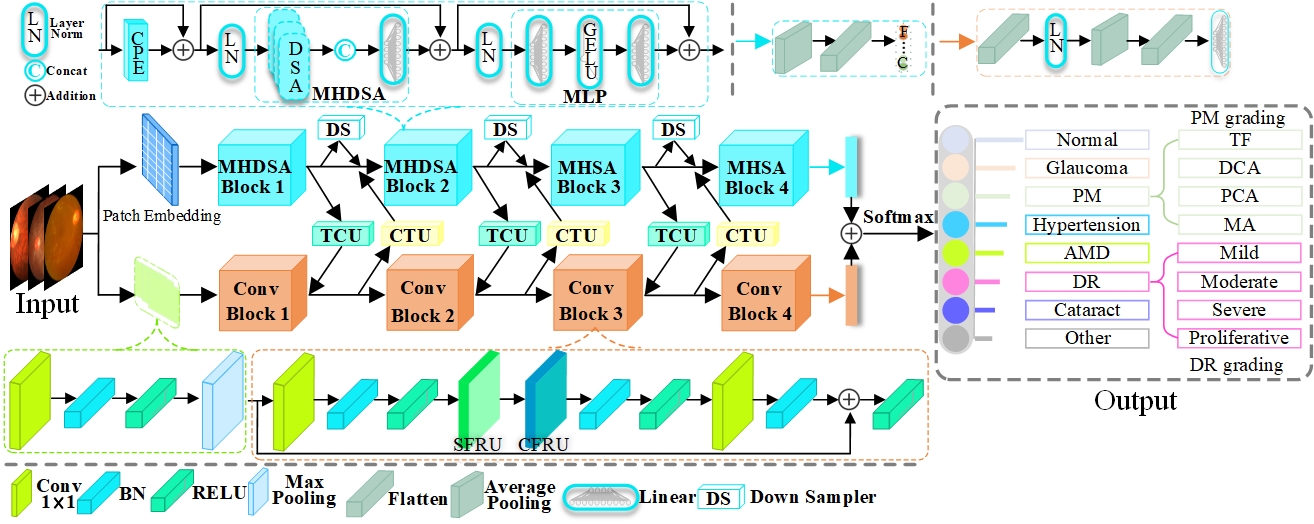 LN
Layer
Norm
Concat
Addition
C
CPE
LN
DSA
C
MHDSA
LN
GELU
MLP
F
C
LN
Patch Embedding
MHDSA
Block 1
DS
MHDSA
Block 2
DS
MHSA
Block 3
DS
MHSA
Block 4
TCU
CTU
TCU
CTU
TCU
CTU
Softmax
Input
Conv
Block 1
Conv
Block 2
Conv
Block 3
Conv
Block 4
PM grading
Normal
TF
Glaucoma
DCA
PM
PCA
Hypertension
MA
AMD
Mild
DR
Moderate
Cataract
Severe
Other
Proliferative
DR grading
Output
SFRU
CFRU
Conv
1×1
BN
RELU
Max
Pooling
Flatten
Average
Pooling
Linear
DS
Down Sampler